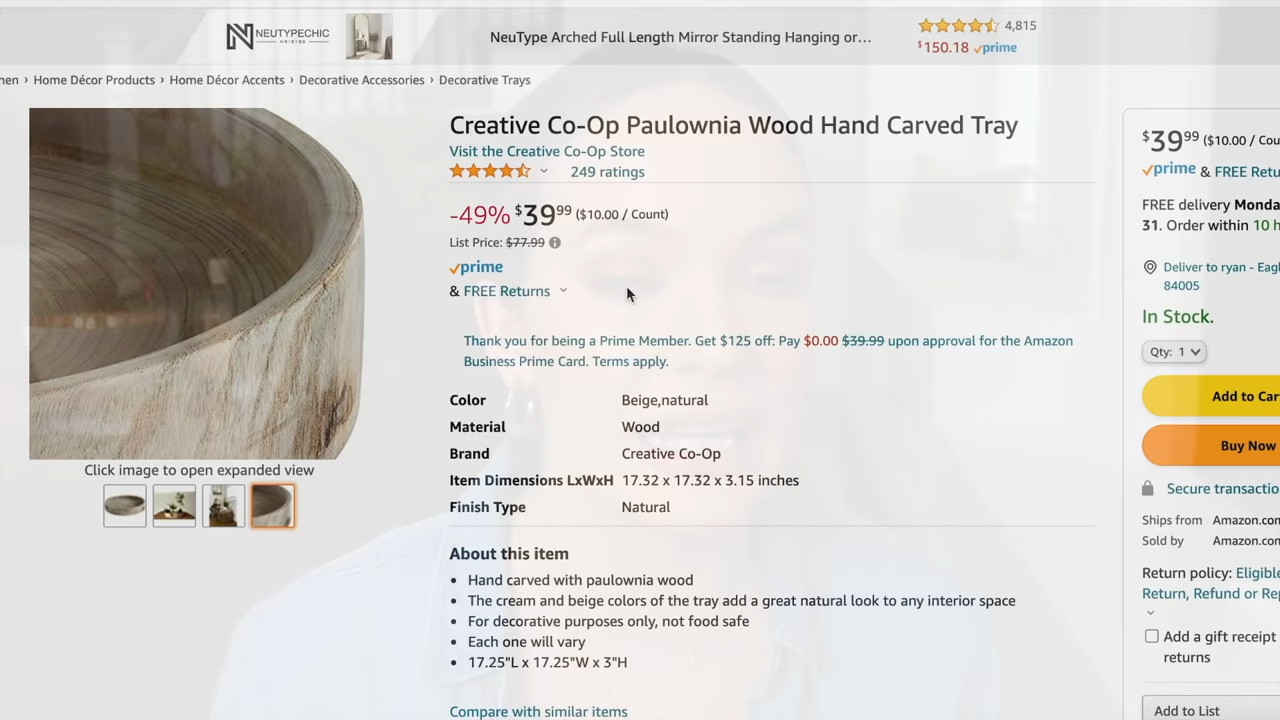 NEUTYPECHIC
NeuType Arched Full Length Mirror Standing Hanging or…
4,815
$150.18 prime
› Home Décor Products › Home Décor Accents › Decorative Accessories › Decorative Trays
Creative Co-Op Paulownia Wood Hand Carved Tray
Visit the Creative Co-Op Store
249 ratings
-49% $39 99 ($10.00 / Count)
List Price: $77.99
prime
& FREE Returns
Thank you for being a Prime Member. Get $125 off: Pay $0.00 $39.99 upon approval for the Amazon
Business Prime Card. Terms apply.
Color Beige,natural
Material Wood
Brand Creative Co-Op
Item Dimensions LxWxH 17.32 x 17.32 x 3.15 inches
Finish Type Natural
About this item
• Hand carved with paulownia wood
• The cream and beige colors of the tray add a great natural look to any interior space
• For decorative purposes only, not food safe
• Each one will vary
• 17.25"L x 17.25"W x 3"H
Compare with similar items
Click image to open expanded view
$39 99 ($10.00 / Cou
prime & FREE Retu
FREE delivery Monda
31. Order within 10 h
Deliver to ryan - Eagl
84005
In Stock.
Qty: 1
Add to Car
Buy Now
Secure transactio
Ships from Amazon.con
Sold by Amazon.con
Return policy: Eligible
Return, Refund or Rep
Add a gift receipt
returns
Add to List